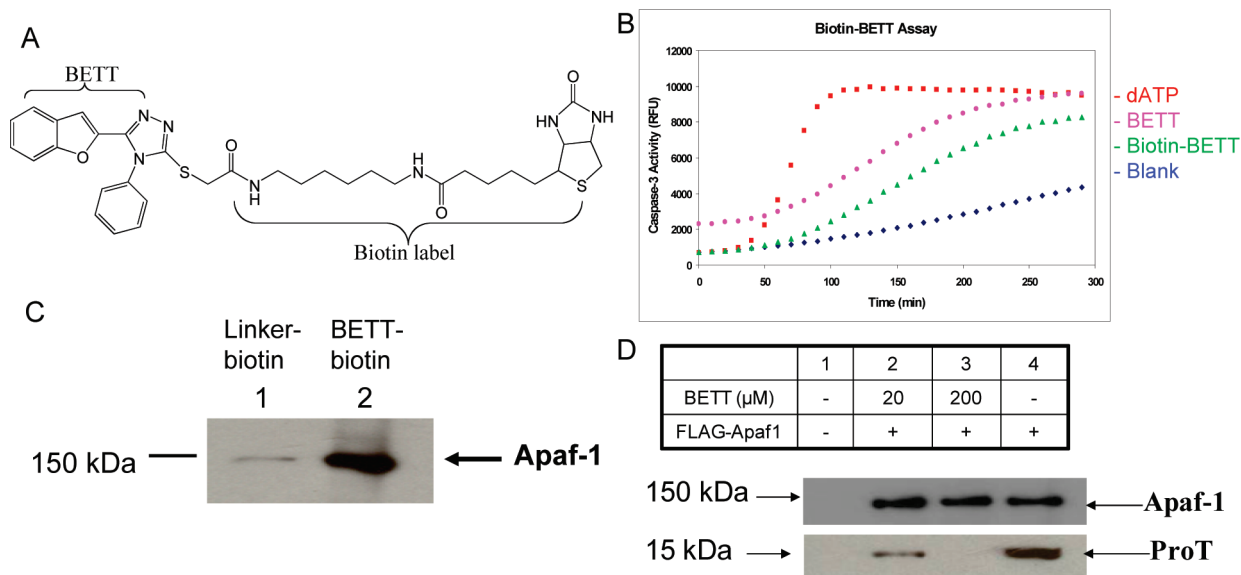 A
BETT
O
N
N
N
S
O
N
H
H
N
O
O
HN
NH
S
Biotin label
B
Biotin-BETT Assay
Caspase-3 Activity (RFU)
12000
10000
8000
6000
4000
2000
0
0 50 100 150 200 250 300
Time (min)
- dATP
- BETT
- Biotin-BETT
- Blank
C
Linker-
biotin
BETT-
biotin
1 2
150 kDa
Apaf-1
D
1 2 3 4
BETT (µM) - 20 200 -
FLAG-Apaf1 - + + +
150 kDa
Apaf-1
15 kDa
ProT